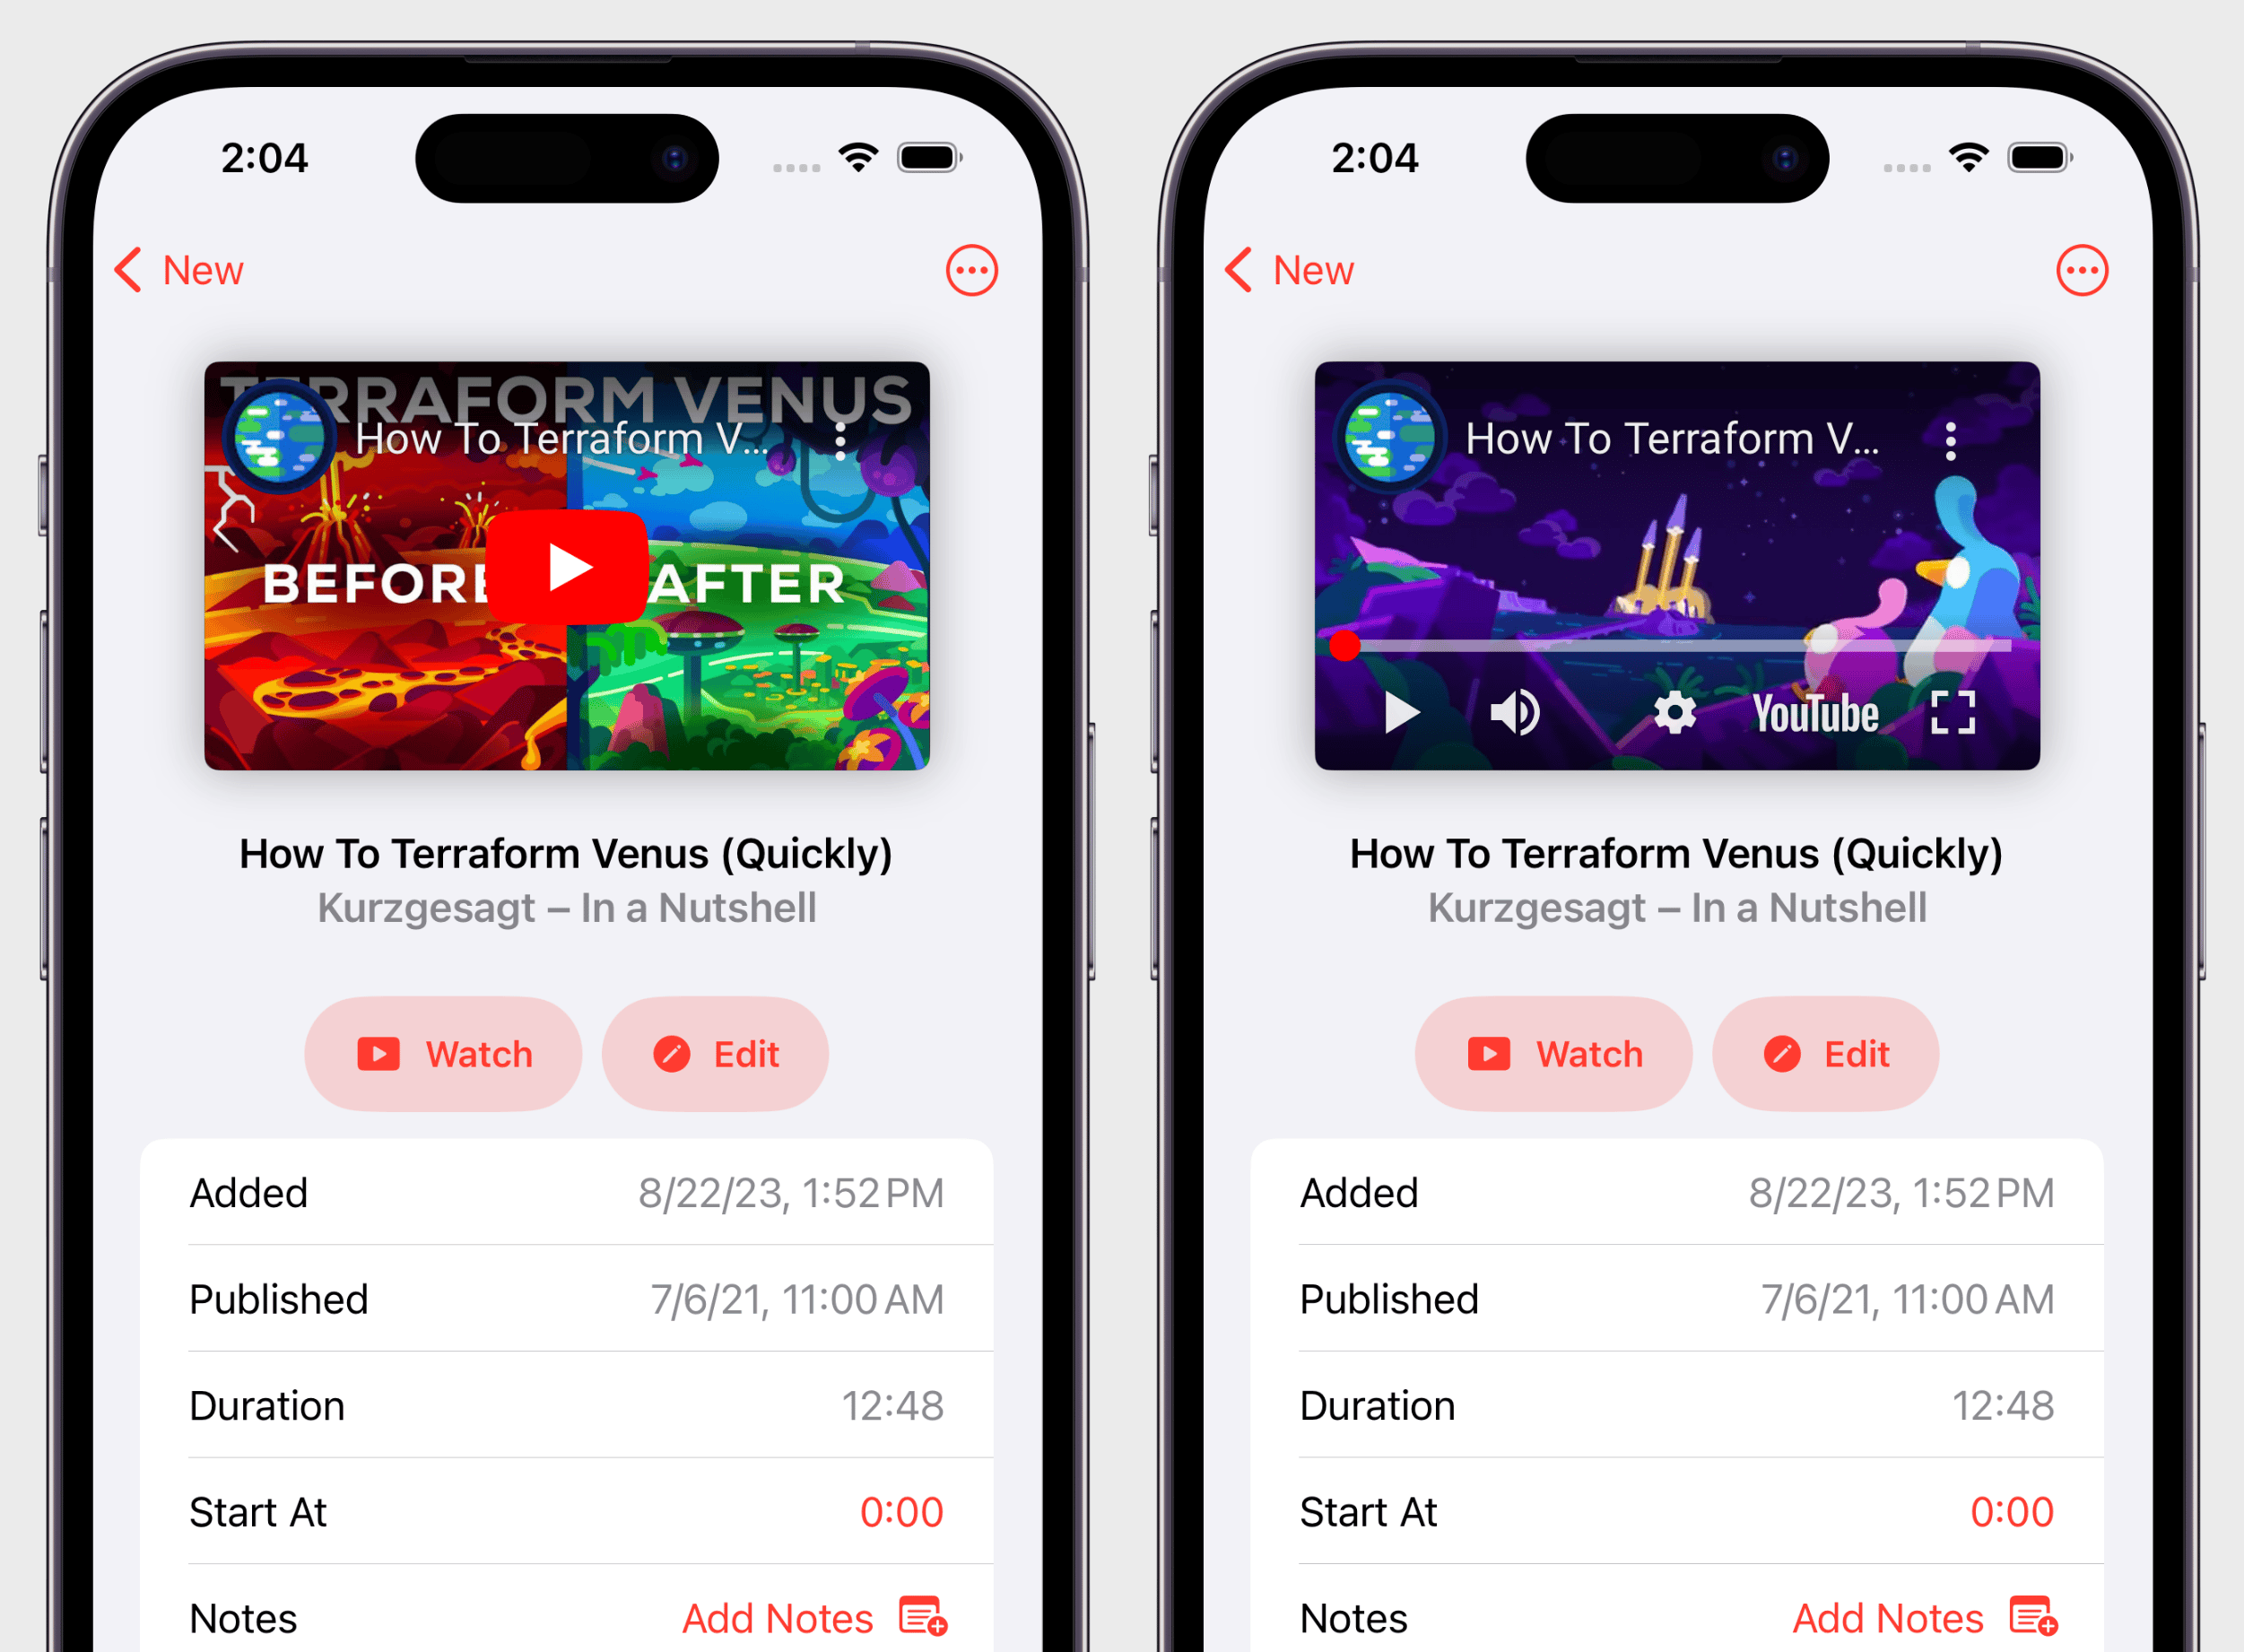 2:04
New
TERRAFORM VENUS
How To Terraform V...
BEFORE AFTER
How To Terraform Venus (Quickly)
Kurzgesagt – In a Nutshell
Watch Edit
Added 8/22/23, 1:52 PM
Published 7/6/21, 11:00 AM
Duration 12:48
Start At 0:00
Notes Add Notes
2:04
New
How To Terraform V...
YouTube
How To Terraform Venus (Quickly)
Kurzgesagt – In a Nutshell
Watch Edit
Added 8/22/23, 1:52 PM
Published 7/6/21, 11:00 AM
Duration 12:48
Start At 0:00
Notes Add Notes